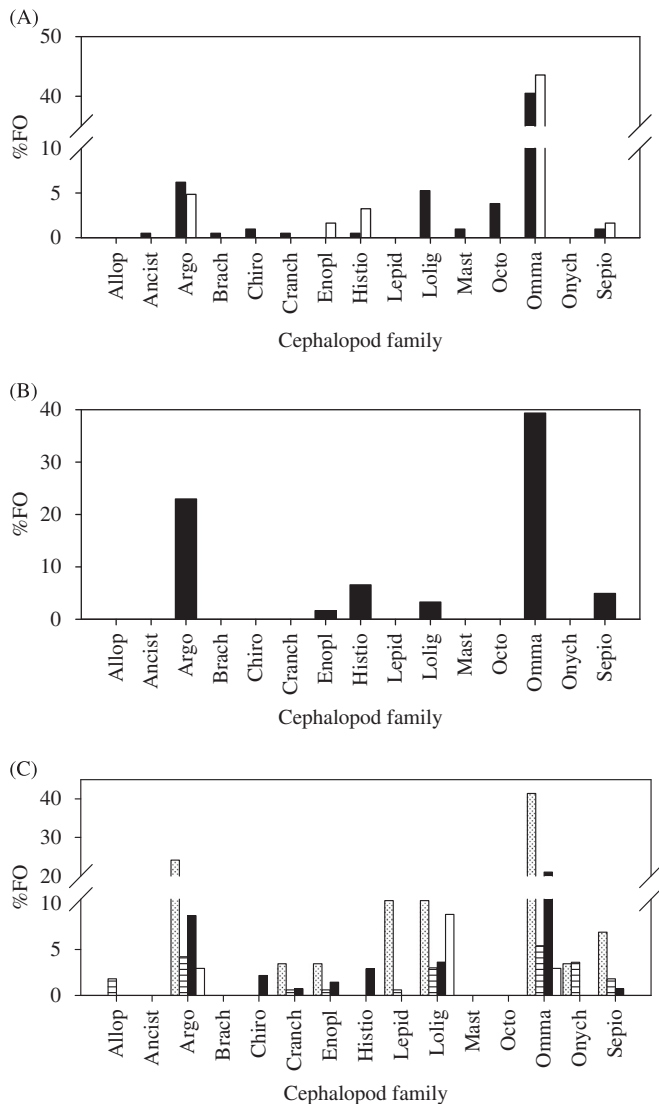 (A)
50
40
10
5
0
%FO
Allop Ancist Argo Brach Chiro Cranch Enopl Histio Lepid Lolig Mast Octo Omma Onych Sepio
Cephalopod family
(B)
40
30
20
10
0
%FO
Allop Ancist Argo Brach Chiro Cranch Enopl Histio Lepid Lolig Mast Octo Omma Onych Sepio
Cephalopod family
(C)
40
30
20
10
5
0
%FO
Allop Ancist Argo Brach Chiro Cranch Enopl Histio Lepid Lolig Mast Octo Omma Onych Sepio
Cephalopod family